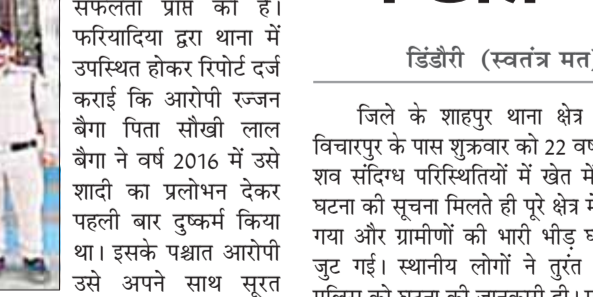 सफलता प्राप्त की है।
फरियादिया द्वरा थाना में
उपस्थित होकर रिपोर्ट दर्ज
कराई कि आरोपी रज्जन
बैगा पिता सौखी लाल
बैगा ने वर्ष 2016 में उसे
शादी का प्रलोभन देकर
पहली बार दुष्कर्म किया
था। इसके पश्चात आरोपी
उसे अपने साथ सूरत
डिंडौरी (स्वतंत्र मत)
जिले के शाहपुर थाना क्षेत्र
विचारपुर के पास शुक्रवार को 22
शव संदिग्ध परिस्थितियों में खेत में
घटना की सूचना मिलते ही पूरे क्षेत्र
गया और ग्रामीणों की भारी भीड़
जुट गई। स्थानीय लोगों ने तुरंत
पुलिस को घटना की जानकारी दी।